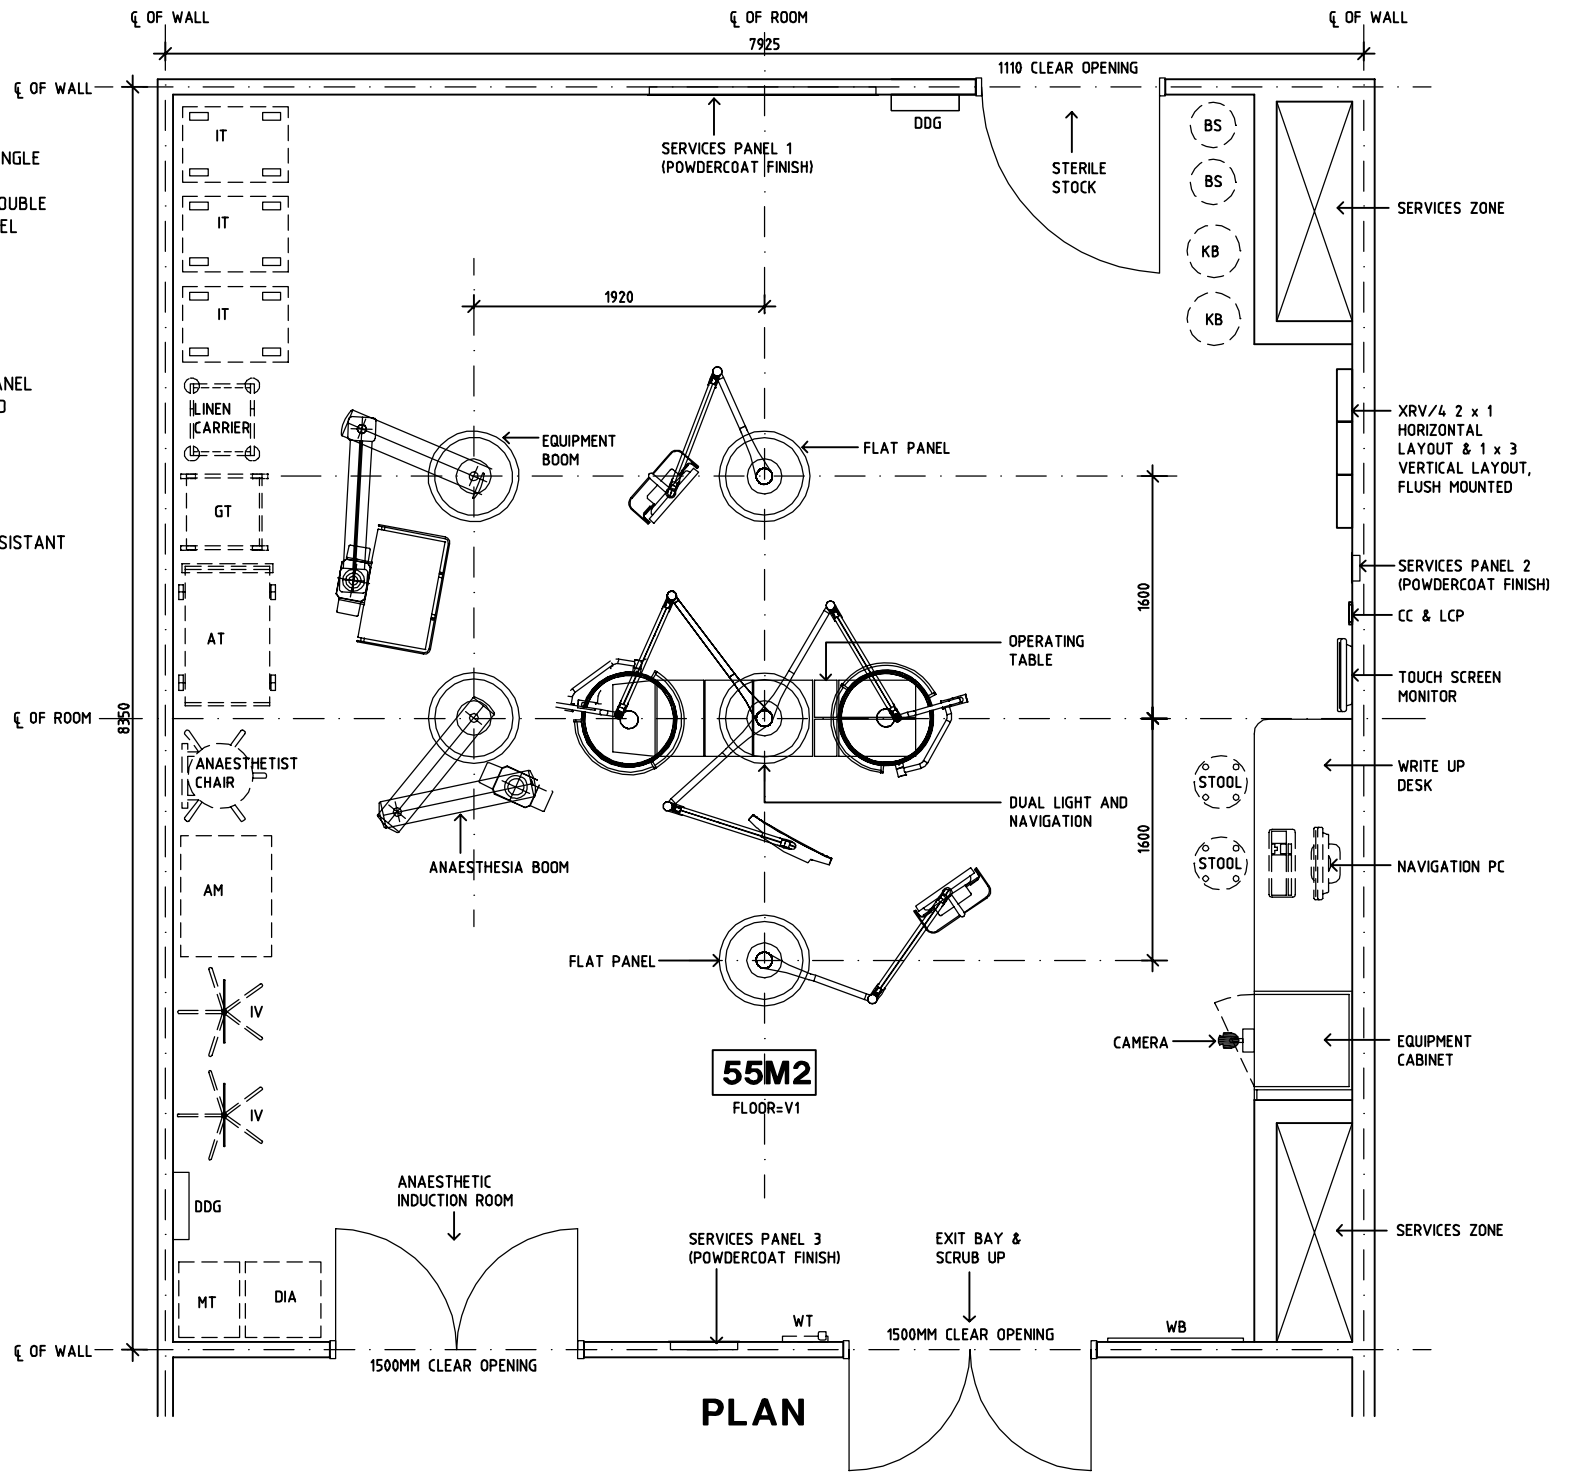 ℄ OF WALL
℄ OF ROOM
℄ OF WALL
7925
1110 CLEAR OPENING
℄ OF WALL
IT
DDG
BS
SERVICES PANEL 1
(POWDERCOAT FINISH)
NGLE
STERILE
STOCK
BS
OUBLE
EL
SERVICES ZONE
IT
KB
1920
IT
KB
ANEL
LINEN
CARRIER
XRV/4 2 x 1
HORIZONTAL
LAYOUT & 1 x 3
VERTICAL LAYOUT,
FLUSH MOUNTED
EQUIPMENT
BOOM
FLAT PANEL
GT
SISTANT
SERVICES PANEL 2
(POWDERCOAT FINISH)
1600
CC & LCP
AT
OPERATING
TABLE
TOUCH SCREEN
MONITOR
℄ OF ROOM
8350
ANAESTHETIST
CHAIR
STOOL
WRITE UP
DESK
DUAL LIGHT AND
NAVIGATION
1600
ANAESTHESIA BOOM
STOOL
NAVIGATION PC
AM
FLAT PANEL
IV
CAMERA
EQUIPMENT
CABINET
55M2
FLOOR=V1
IV
ANAESTHETIC
INDUCTION ROOM
DDG
SERVICES PANEL 3
(POWDERCOAT FINISH)
EXIT BAY &
SCRUB UP
SERVICES ZONE
MT
DIA
WT
WB
1500MM CLEAR OPENING
℄ OF WALL
1500MM CLEAR OPENING
PLAN